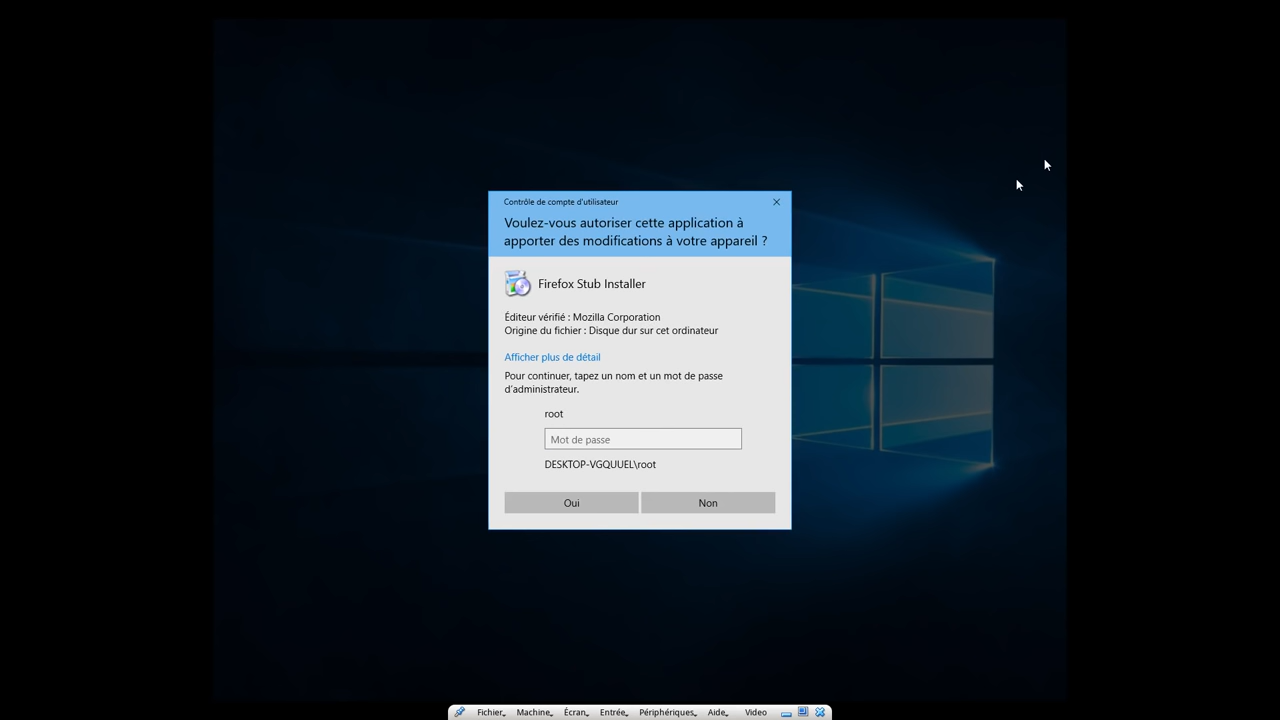 Contrôle de compte d'utilisateur
Voulez-vous autoriser cette application à
apporter des modifications à votre appareil ?
Firefox Stub Installer
Éditeur vérifié : Mozilla Corporation
Origine du fichier : Disque dur sur cet ordinateur
Afficher plus de détail
Pour continuer, tapez un nom et un mot de passe
d'administrateur.
root
Mot de passe
DESKTOP-VGQUUEL\root
Oui Non
Fichier Machine Écran Entrée Périphériques Aide Video